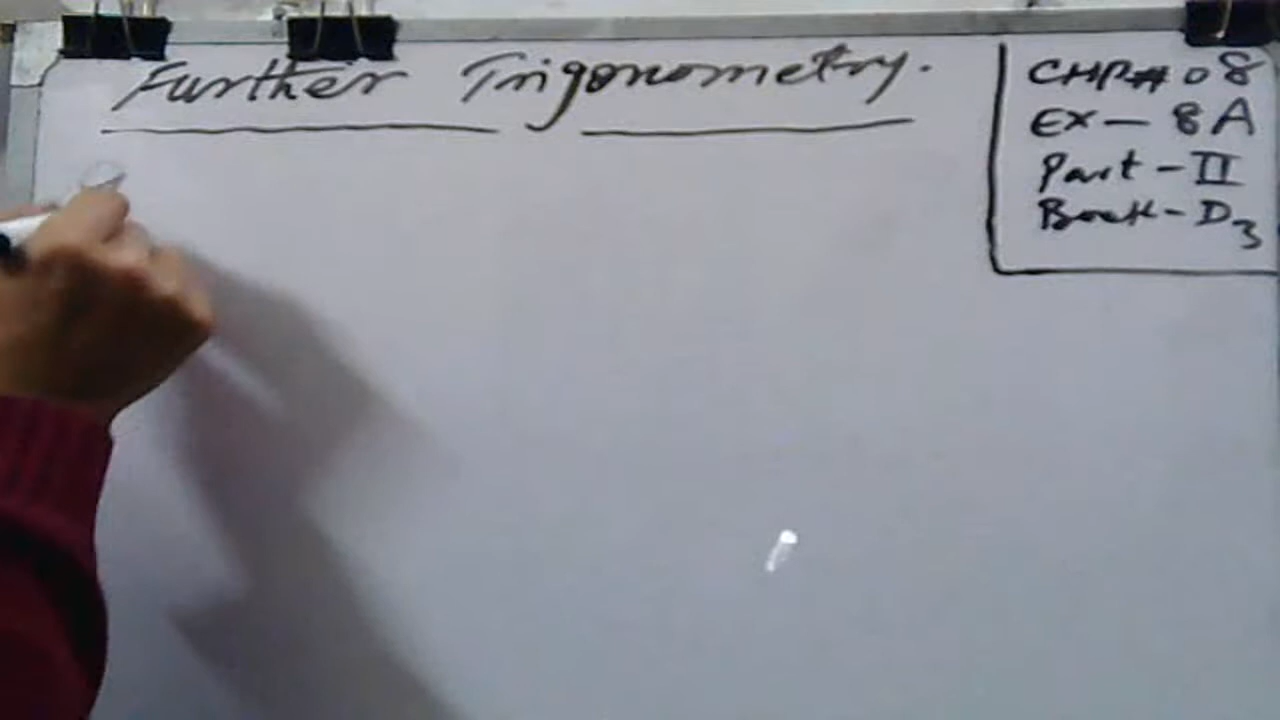 Further Trigonometry.
CHP# 08
EX - 8A
Part - II
Book - D3